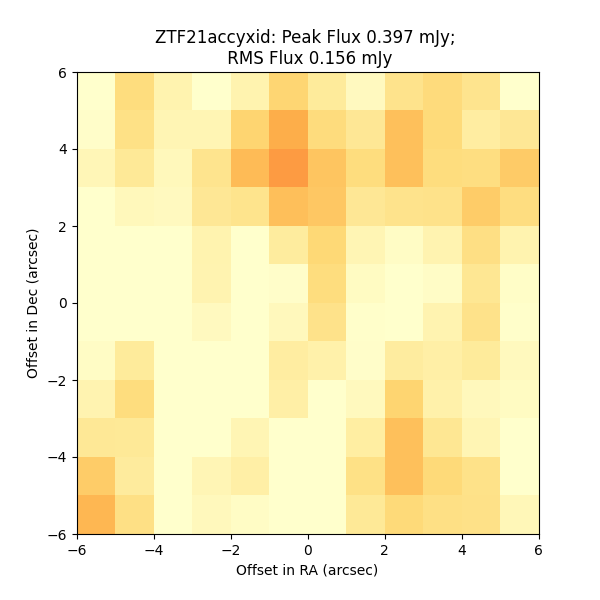 ZTF21accyxid: Peak Flux 0.397 mJy;
RMS Flux 0.156 mJy
6
4
2
0
−2
−4
−6
Offset in Dec (arcsec)
−6 −4 −2 0 2 4 6
Offset in RA (arcsec)